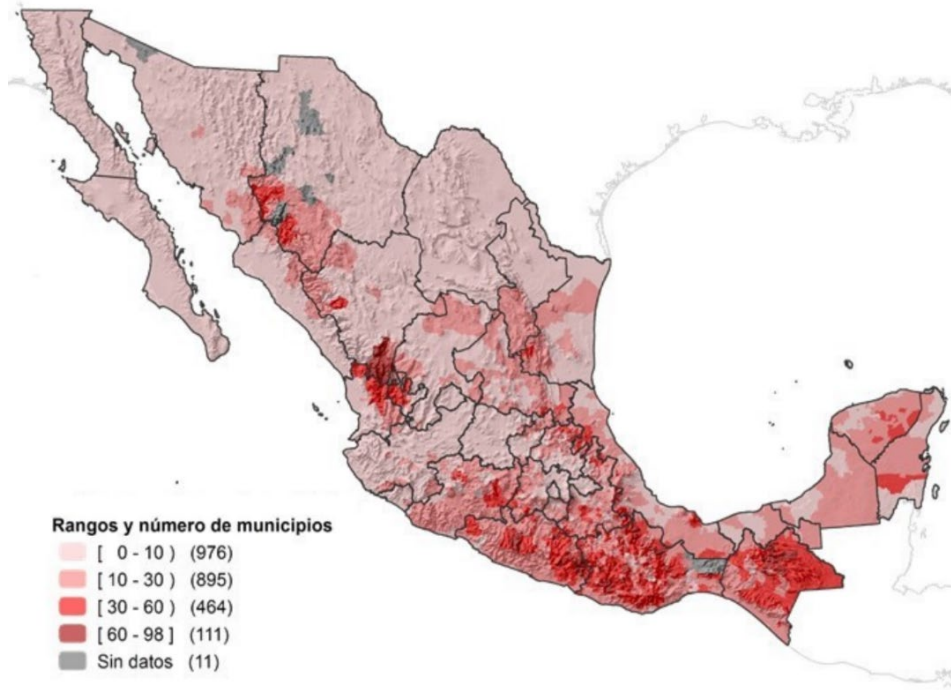 Rangos y número de municipios
[ 0 - 10 ) (976)
[ 10 - 30 ) (895)
[ 30 - 60 ) (464)
[ 60 - 98 ] (111)
Sin datos (11)